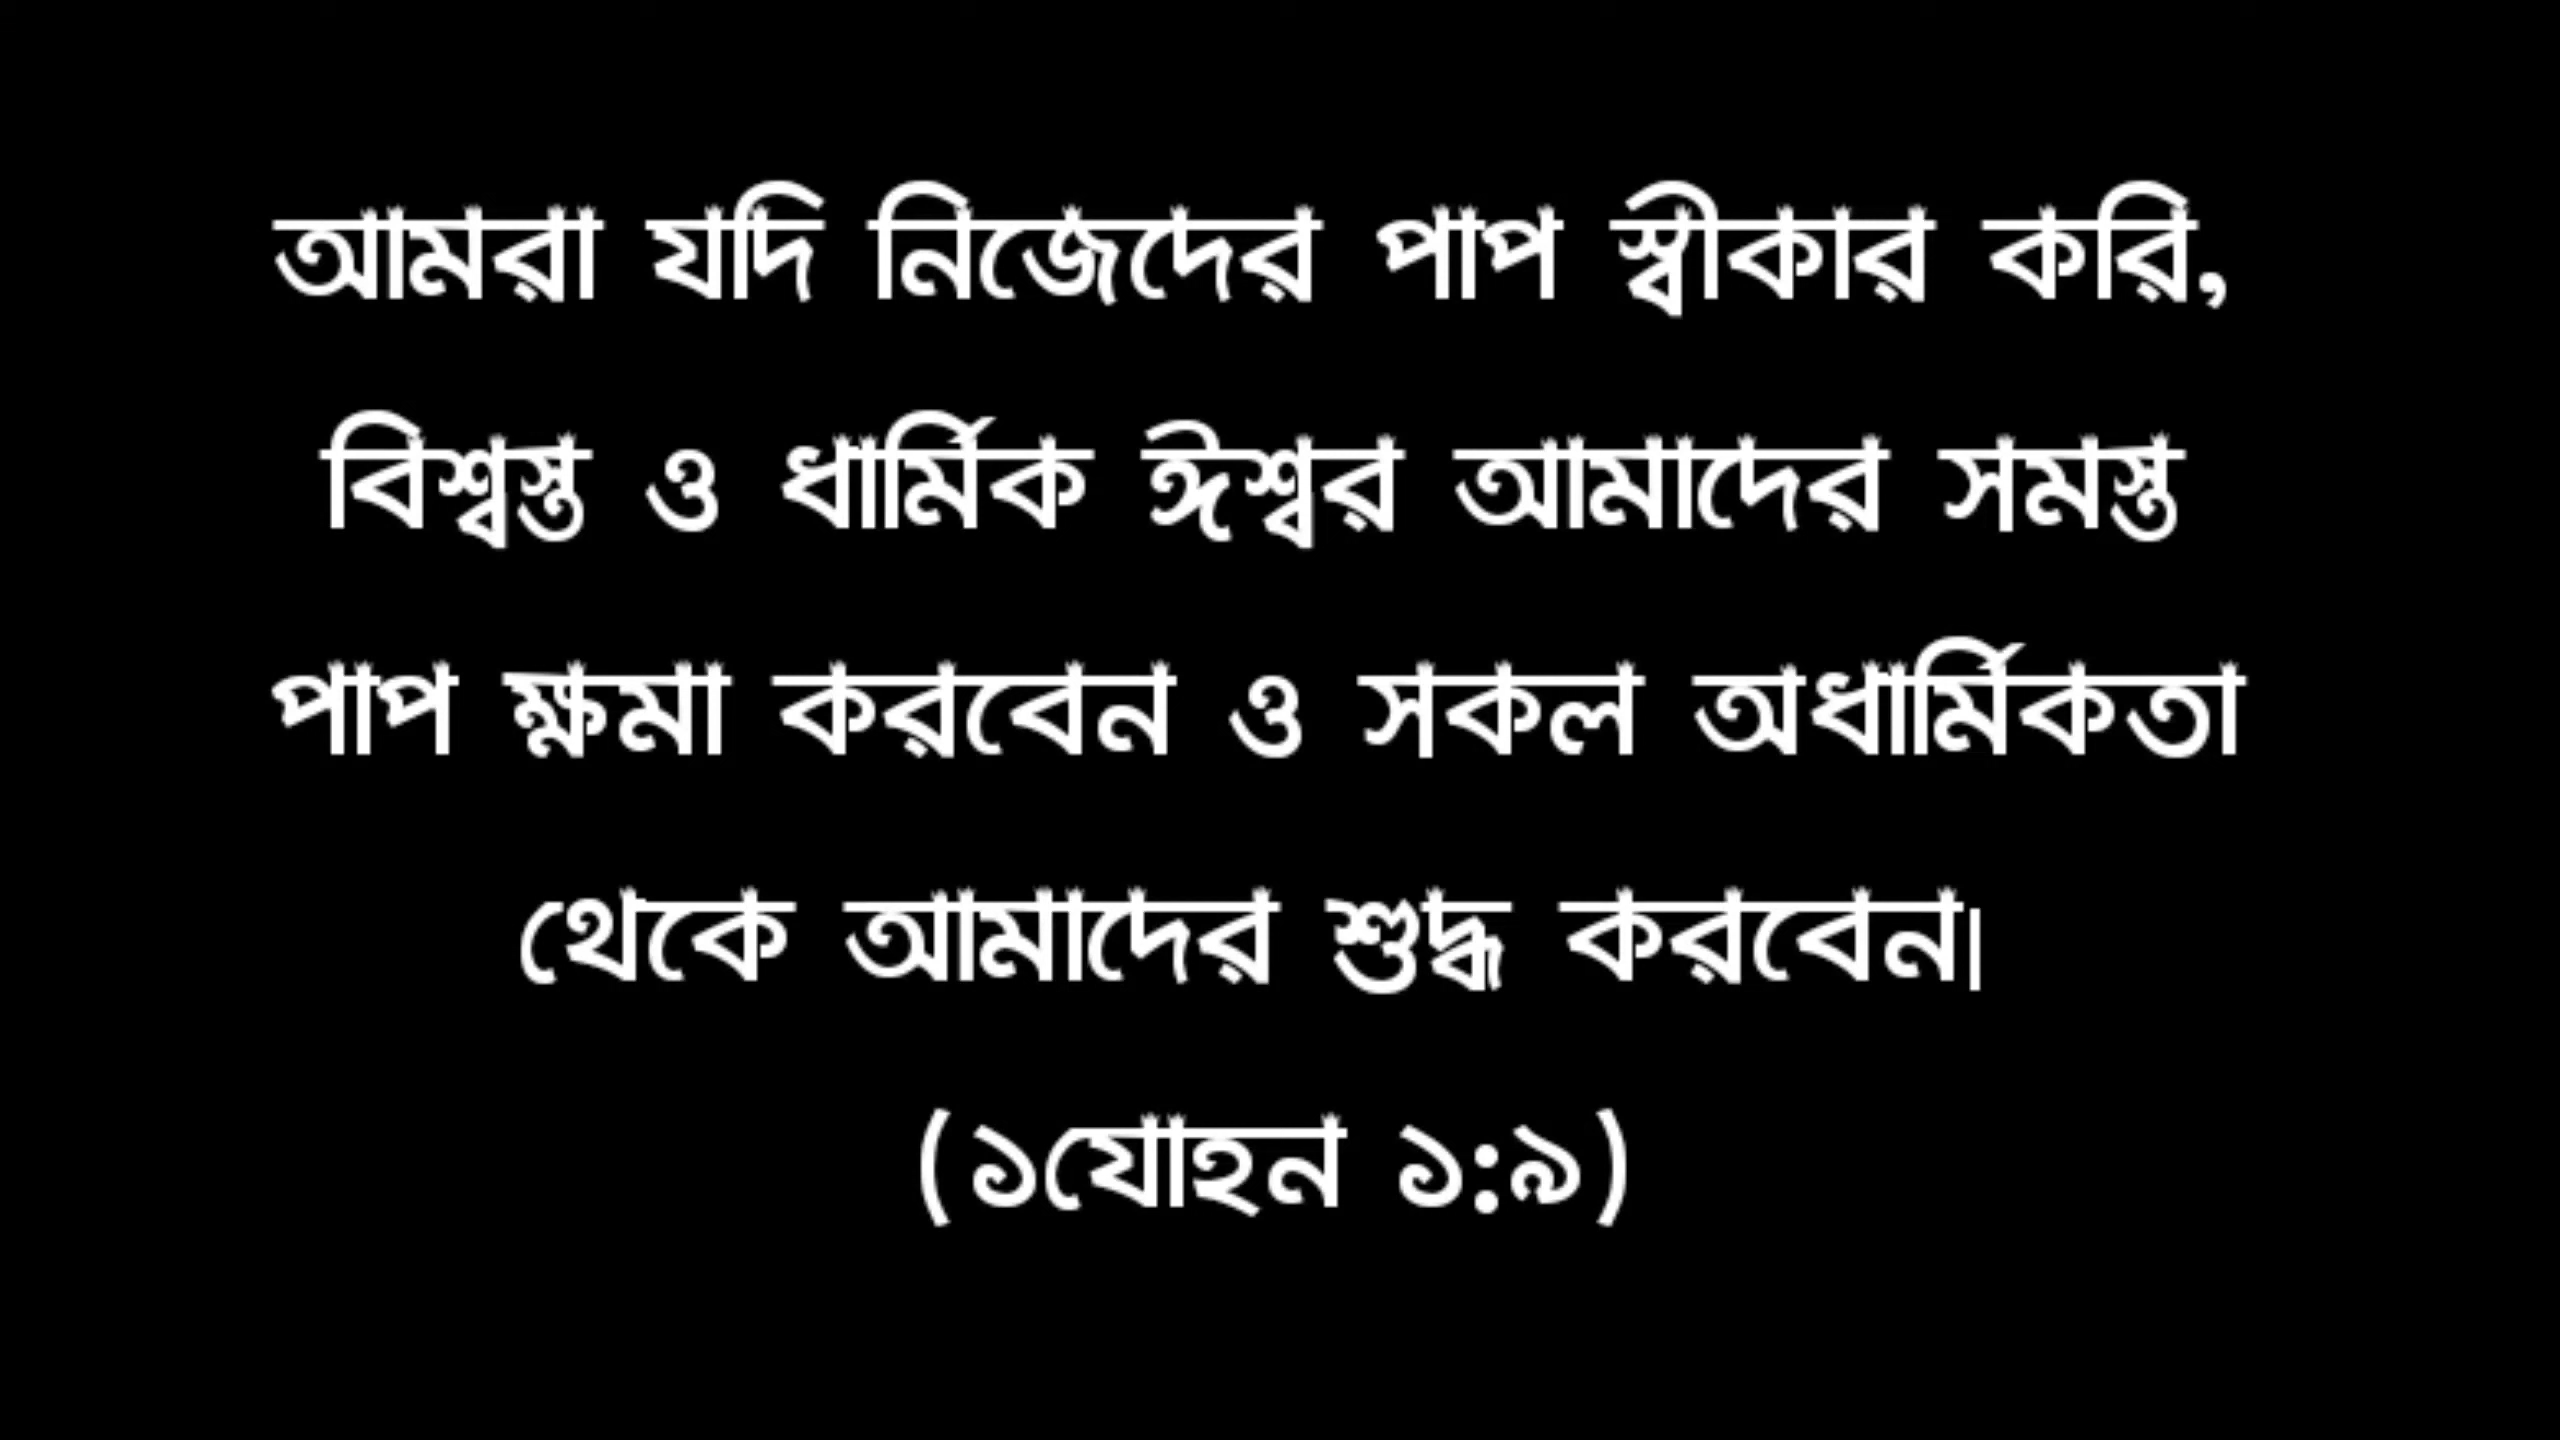 আমরা যদি নিজেদের পাপ স্বীকার করি,
বিশ্বস্ত ও ধার্মিক ঈশ্বর আমাদের সমস্ত
পাপ ক্ষমা করবেন ও সকল অধার্মিকতা
থেকে আমাদের শুদ্ধ করবেন।
(১যোহন ১:৯)